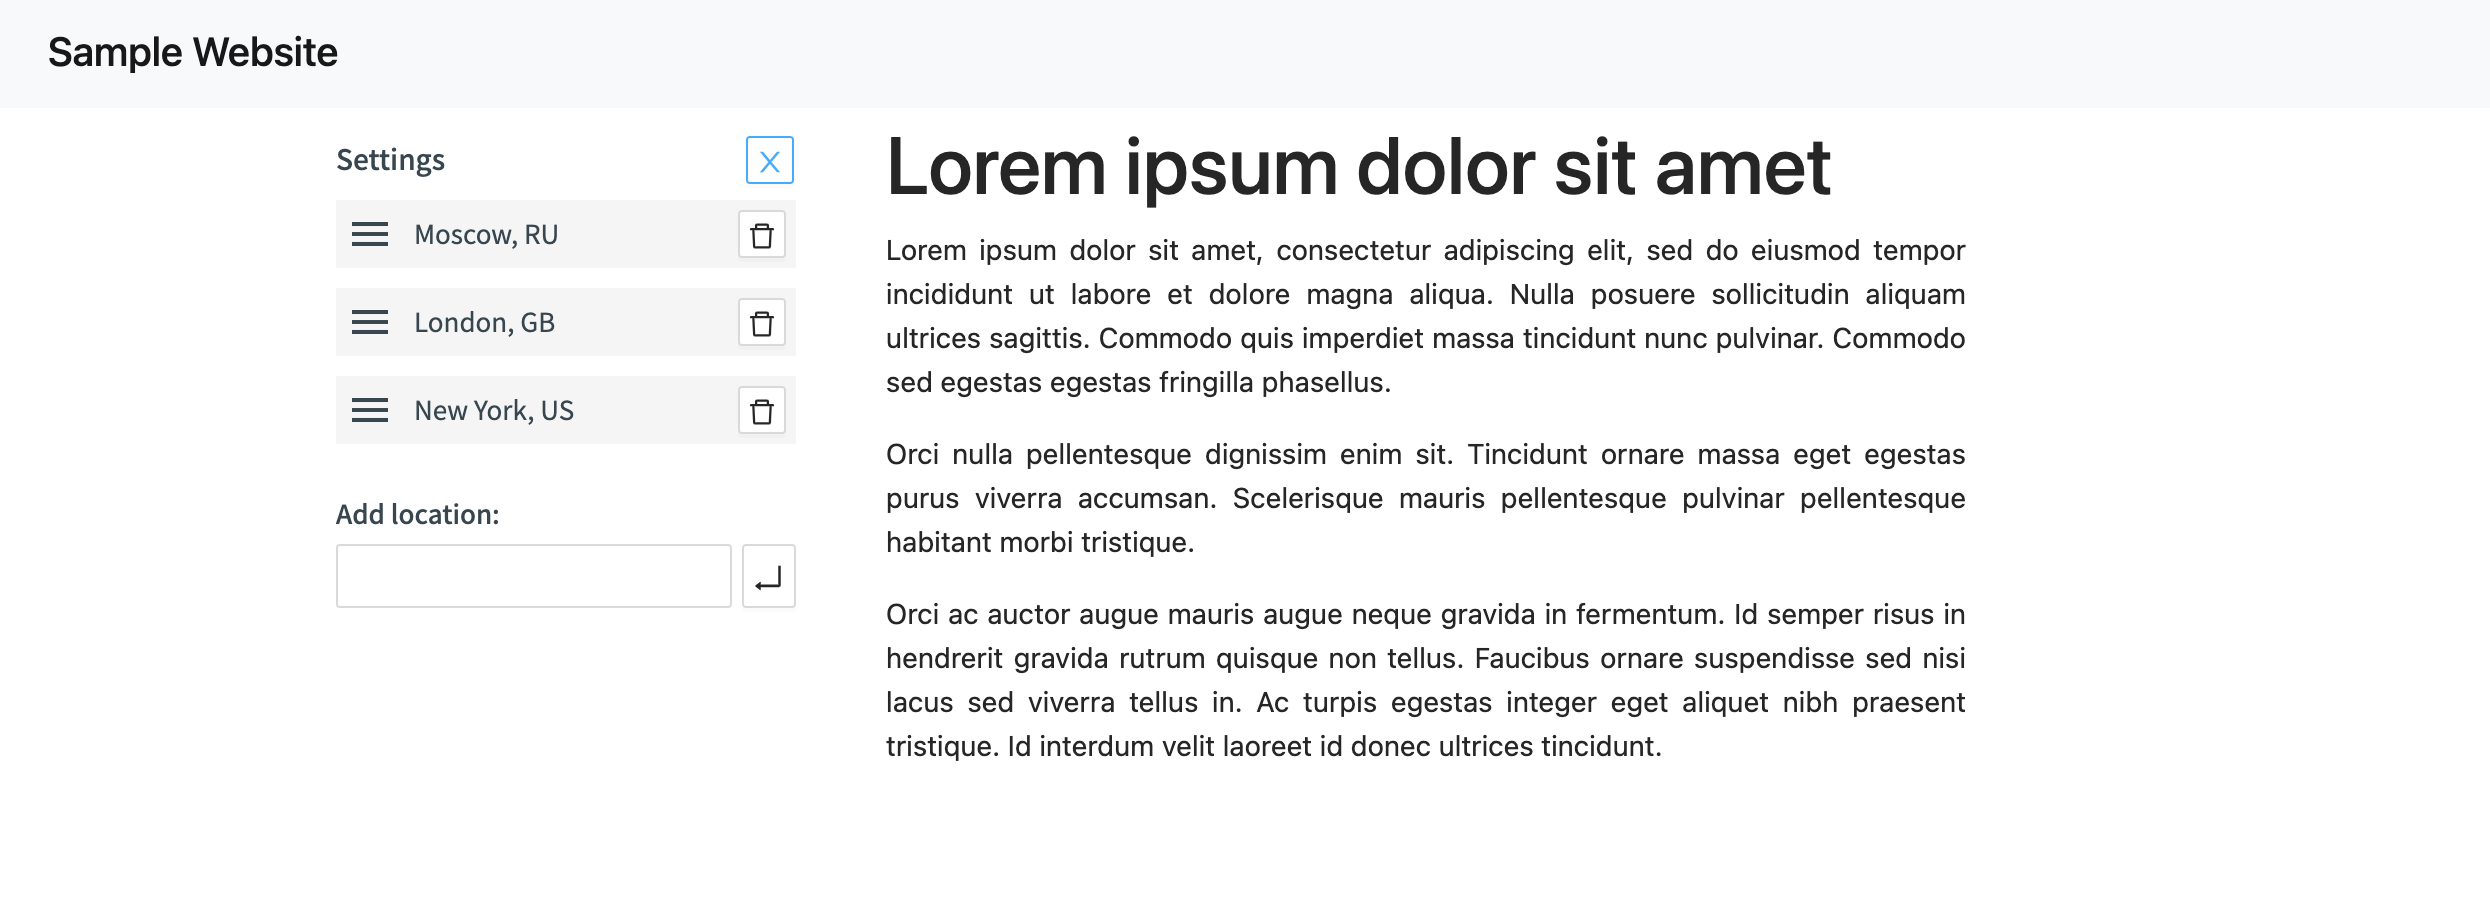 Sample Website
Settings
X
Moscow, RU
London, GB
New York, US
Add location:
Lorem ipsum dolor sit amet
Lorem ipsum dolor sit amet, consectetur adipiscing elit, sed do eiusmod tempor
incididunt ut labore et dolore magna aliqua. Nulla posuere sollicitudin aliquam
ultrices sagittis. Commodo quis imperdiet massa tincidunt nunc pulvinar. Commodo
sed egestas egestas fringilla phasellus.
Orci nulla pellentesque dignissim enim sit. Tincidunt ornare massa eget egestas
purus viverra accumsan. Scelerisque mauris pellentesque pulvinar pellentesque
habitant morbi tristique.
Orci ac auctor augue mauris augue neque gravida in fermentum. Id semper risus in
hendrerit gravida rutrum quisque non tellus. Faucibus ornare suspendisse sed nisi
lacus sed viverra tellus in. Ac turpis egestas integer eget aliquet nibh praesent
tristique. Id interdum velit laoreet id donec ultrices tincidunt.